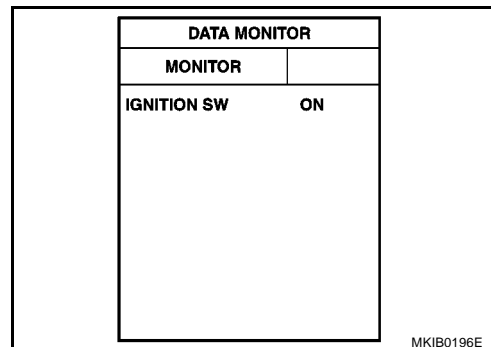 DATA MONITOR
MONITOR
IGNITION SW ON
MKIB0196E